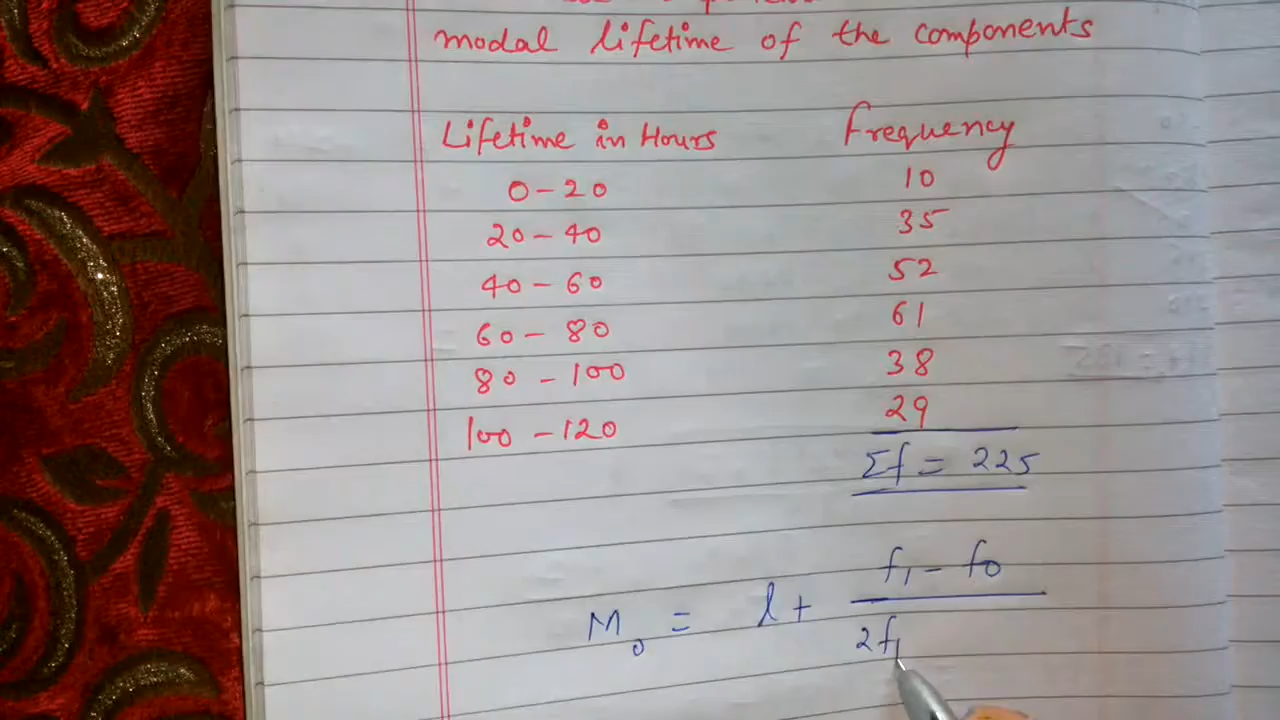 modal lifetime of the components
Lifetime in Hours Frequency
0-20 10
20-40 35
40-60 52
60-80 61
80-100 38
100-120 29
Σf = 225
M₀ = l + f₁ - f₀
2f₁